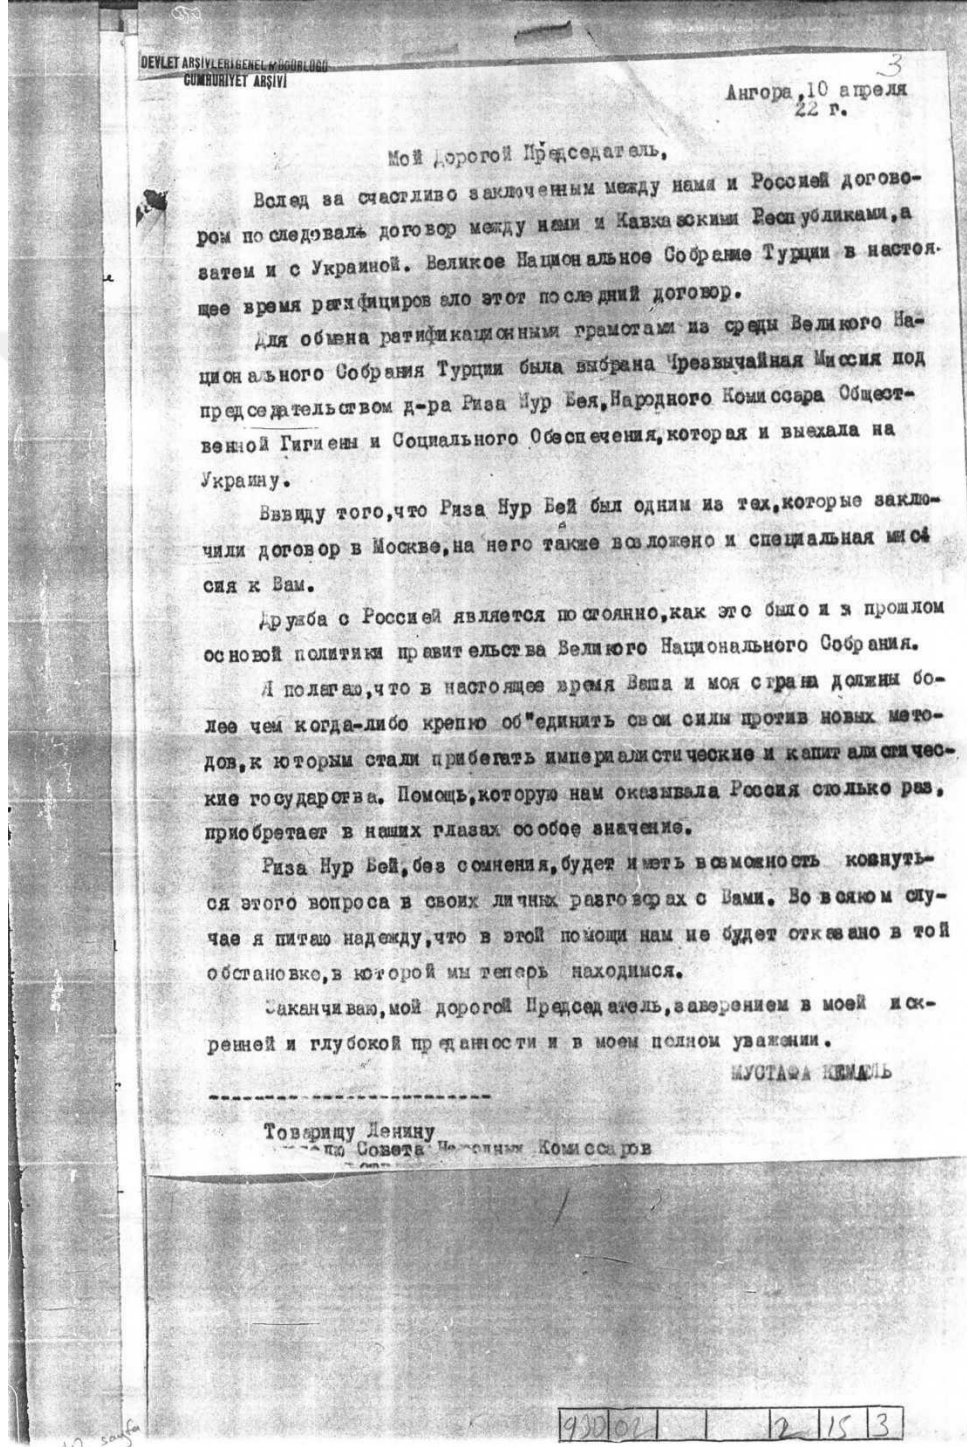 DEVLET ARŞİVLERİ GENEL MÜDÜRLÜĞÜ
CUMHURİYET ARŞİVİ
3
Ангора, 10 апреля
22 г.
Мой дорогой Председатель,
Вслед за счастливо заключенным между нами и Россией догово-
ром последовалъ договор между нами и Кавказскими Республиками, а
затем и с Украиной. Великое Национальное Собрание Турции в настоя-
щее время ратифицировало этот последний договор.
Для обмена ратификационными грамотами из среды Великого На-
ционального Собрания Турции была выбрана Чрезвычайная Миссия под
председательством д-ра Риза Нур Бея, Народного Комиссара Общест-
венной Гигиены и Социального Обеспечения, которая и выехала на
Украину.
Вввиду того, что Риза Нур Бей был одним из тех, которые заклю-
чили договор в Москве, на него также возложено и специальная мис
сия к Вам.
Дружба с Россией является постоянно, как это было и в прошлом
основой политики правительства Великого Национального Собрания.
Я полагаю, что в настоящее время Ваша и моя страна должны бо-
лее чем когда-либо крепко об"единить свои силы против новых мето-
дов, к которым стали прибегать империалистические и капиталистичес-
кие государства. Помощь, которую нам оказывала Россия столько раз,
приобретает в наших глазах особое значение.
Риза Нур Бей, без сомнения, будет иметь возможность коснуть-
ся этого вопроса в своих личных разговорах с Вами. Во всяком слу-
чае я питаю надежду, что в этой помощи нам не будет отказано в той
обстановке, в которой мы теперь находимся.
Заканчиваю, мой дорогой Председатель, заверением в моей иск-
ренней и глубокой преданности и в моем полном уважении.
МУСТАФА КЕМАЛЬ
Товарищу Ленину
Совета Народных Комиссаров
930 02 2 15 3
sayfa